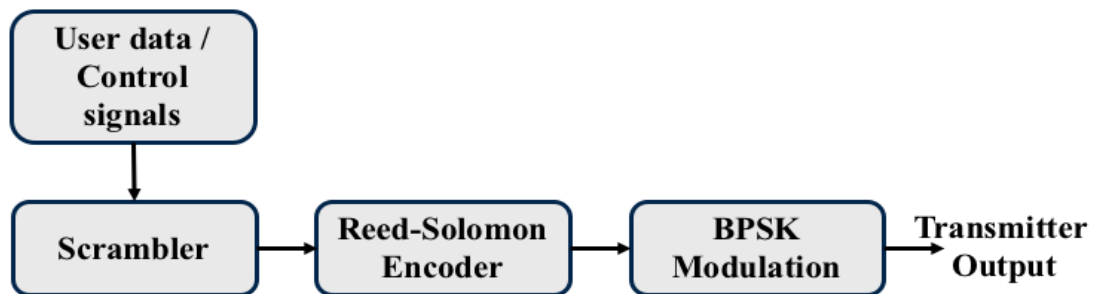 User data /
Control
signals
Scrambler
Reed-Solomon
Encoder
BPSK
Modulation
Transmitter
Output